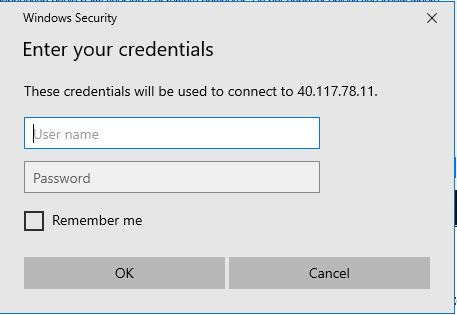 Windows Security
Enter your credentials
These credentials will be used to connect to 40.117.78.11.
User name
Password
Remember me
OK
Cancel